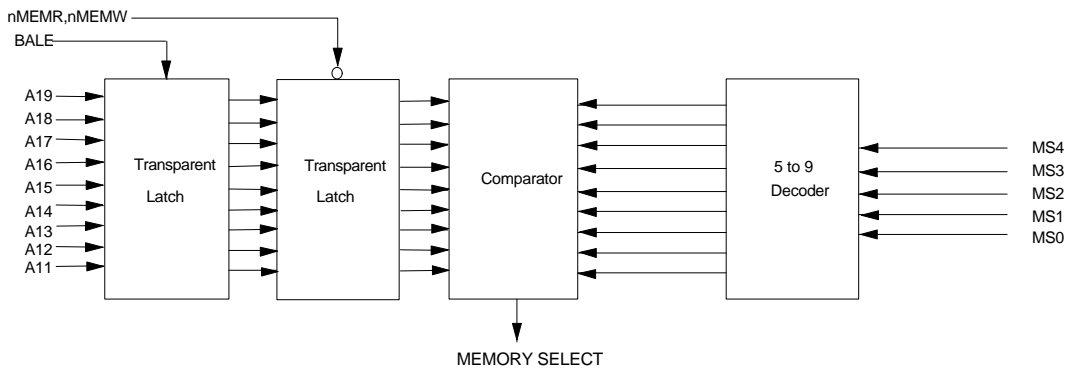 nMEMR,nMEMW
BALE
A19
A18
A17
A16
A15
A14
A13
A12
A11
Transparent
Latch
Transparent
Latch
Comparator
5 to 9
Decoder
MS4
MS3
MS2
MS1
MS0
MEMORY SELECT